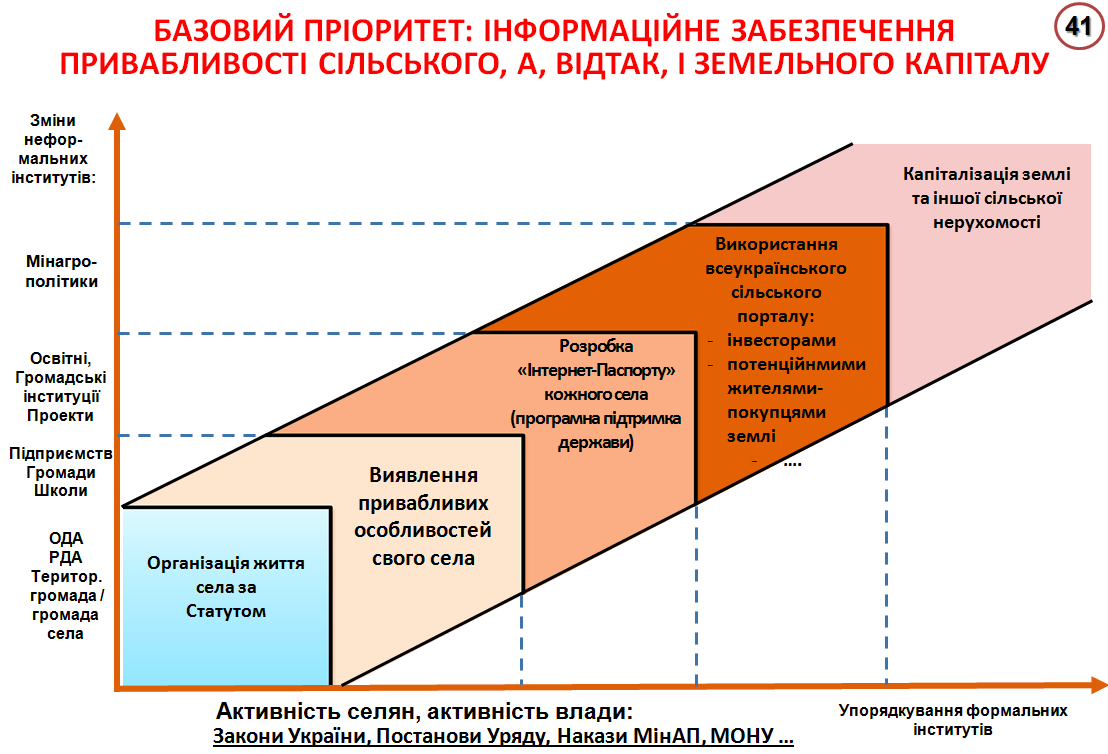 БАЗОВИЙ ПРІОРИТЕТ: ІНФОРМАЦІЙНЕ ЗАБЕЗПЕЧЕННЯ
ПРИВАБЛИВОСТІ СІЛЬСЬКОГО, А, ВІДТАК, І ЗЕМЕЛЬНОГО КАПІТАЛУ
41
Зміни
нефор-
мальних
інститутів:
Мінагро-
політики
Освітні,
Громадські
інституції
Проекти
Підприємств
Громади
Школи
ОДА
РДА
Територ.
громада /
громада
села
Організація життя
села за
Статутом
Виявлення
привабливих
особливостей
свого села
Розробка
«Інтернет-Паспорту»
кожного села
(програмна підтримка
держави)
Використання
всеукраїнського
сільського
порталу:
- інвесторами
- потенційнмими
жителями-
покупцями
землі
- ....
Капіталізація землі
та іншої сільської
нерухомості
Активність селян, активність влади:
Закони України, Постанови Уряду, Накази МінАП, МОНУ ...
Упорядкування формальних
інститутів